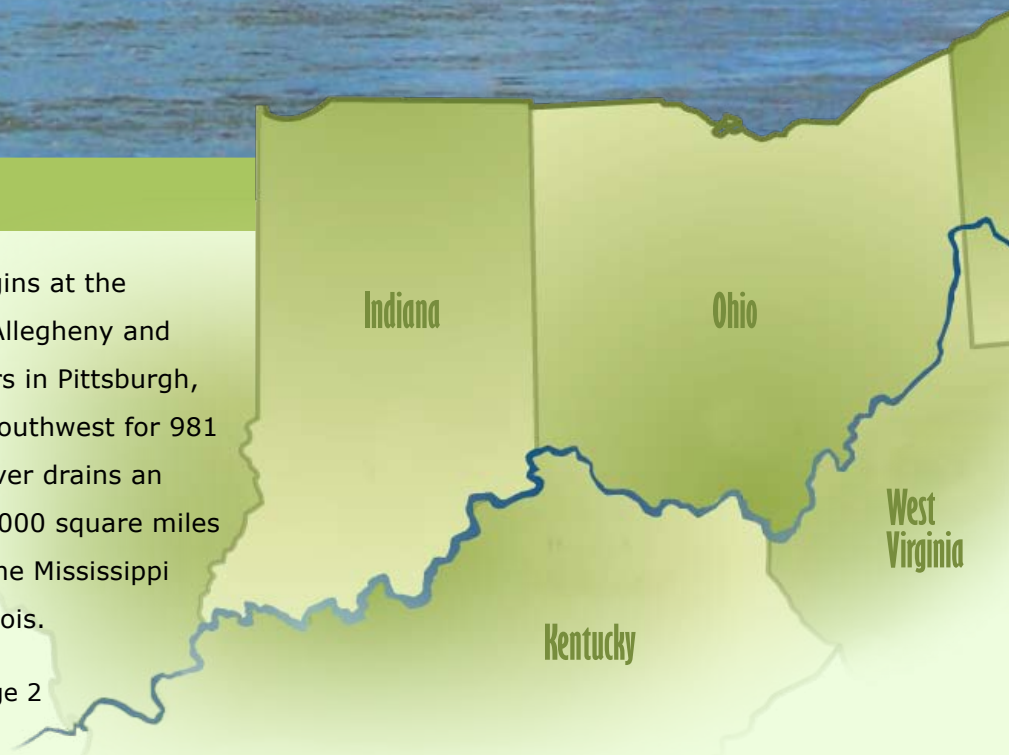 gins at the
Allegheny and
rs in Pittsburgh,
outhwest for 981
ver drains an
000 square miles
he Mississippi
ois.
ge 2
Indiana
Ohio
West
Virginia
Kentucky